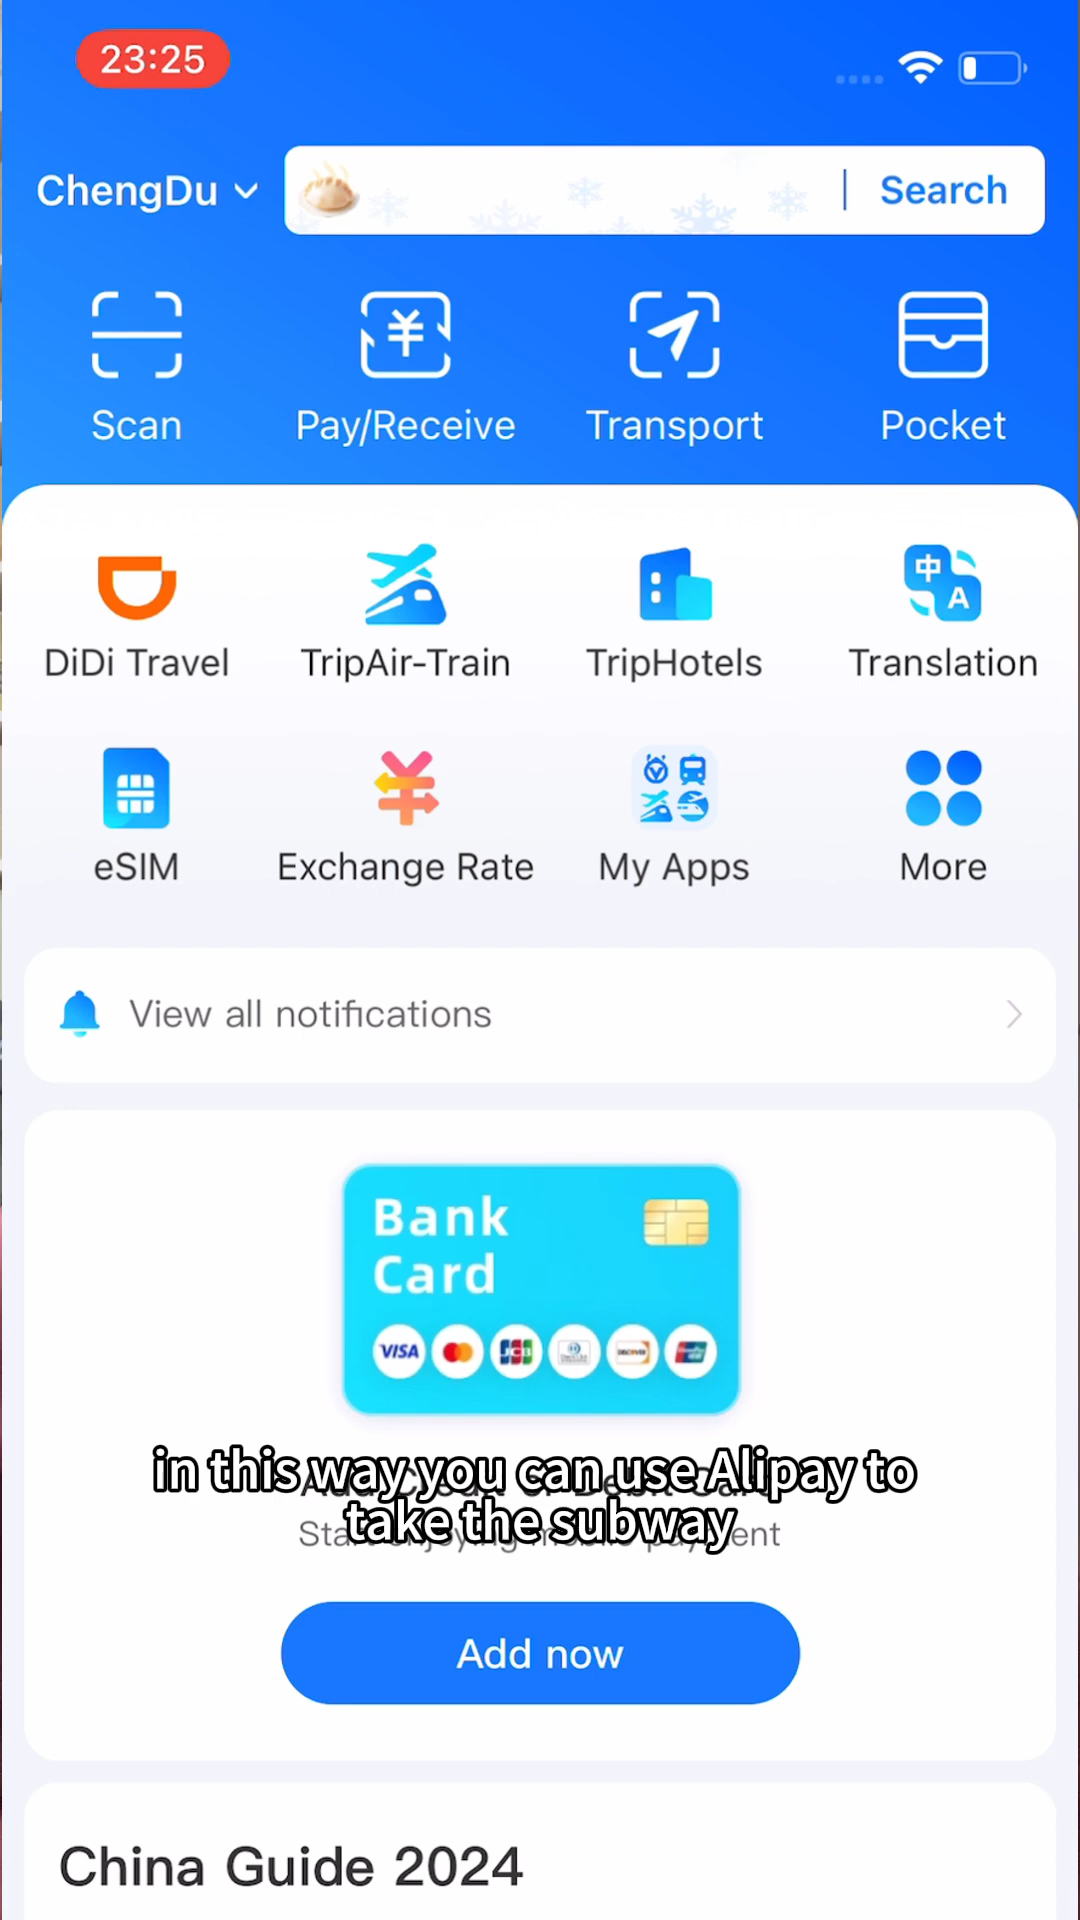 23:25
ChengDu
Search
Scan
Pay/Receive
Transport
Pocket
中
A
DiDi Travel
TripAir-Train
TripHotels
Translation
eSIM
Exchange Rate
My Apps
More
View all notifications
Bank
Card
VISA
JCB
DISCOVER
in this way you can use Alipay to
take the subway
Add now
China Guide 2024